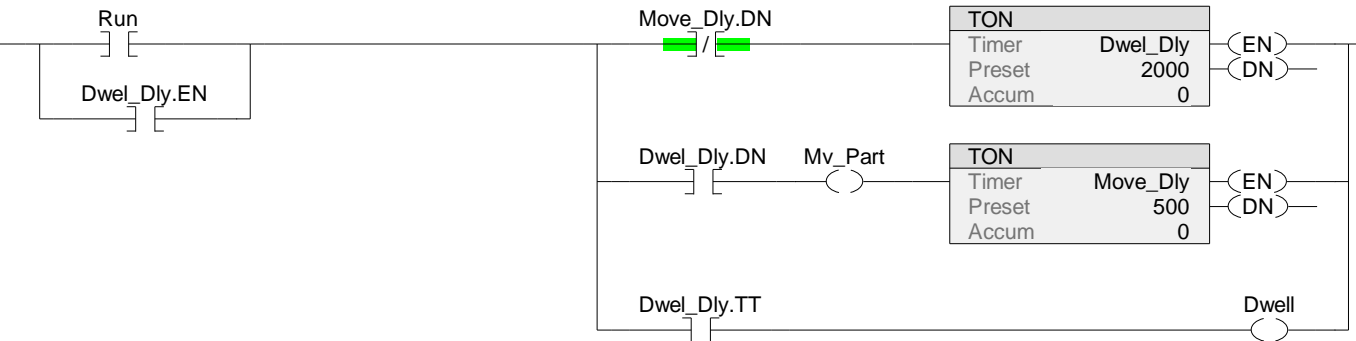 Run
Dwel_Dly.EN
Move_Dly.DN
/
TON
Timer Dwel_Dly
Preset 2000
Accum 0
EN
DN
Dwel_Dly.DN
Mv_Part
TON
Timer Move_Dly
Preset 500
Accum 0
EN
DN
Dwel_Dly.TT
Dwell